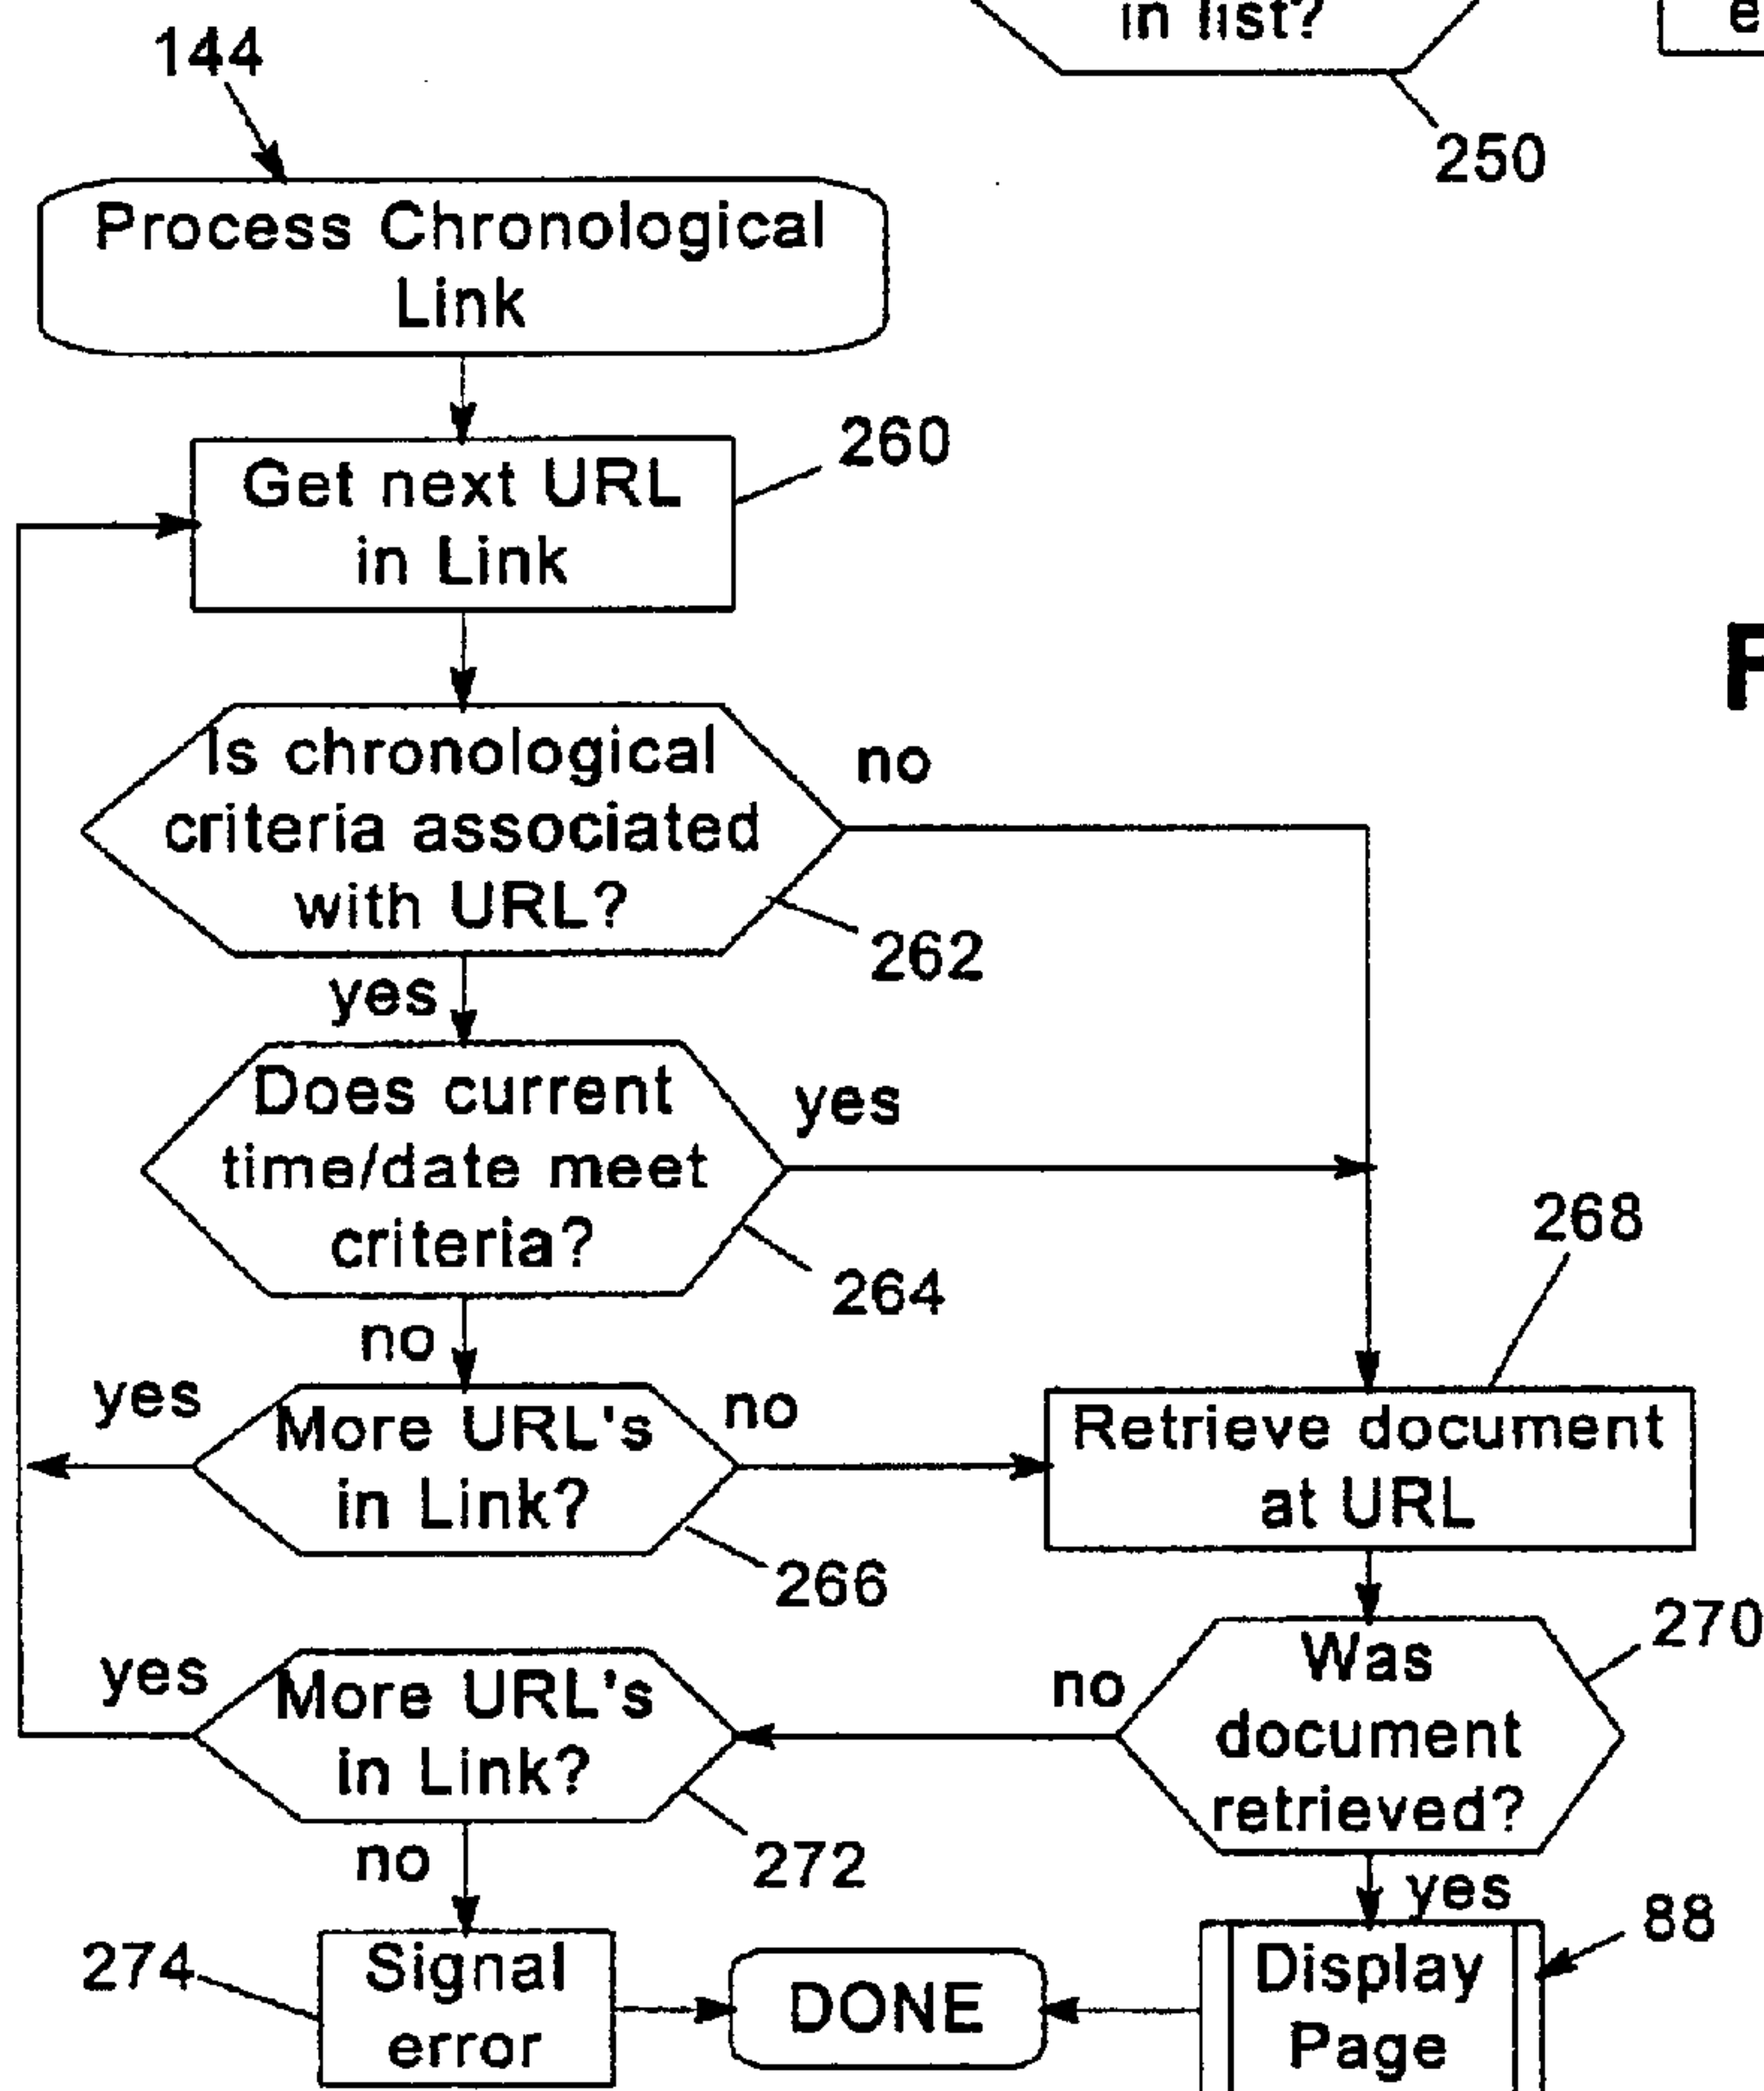 in list?
e
144
250
Process Chronological
Link
260
Get next URL
in Link
F
Is chronological
criteria associated
with URL?
no
262
yes
Does current
time/date meet
criteria?
yes
264
268
no
yes
More URL's
in Link?
no
266
Retrieve document
at URL
270
Was
document
retrieved?
no
yes
More URL's
in Link?
272
no
yes
88
274
Signal
error
DONE
Display
Page